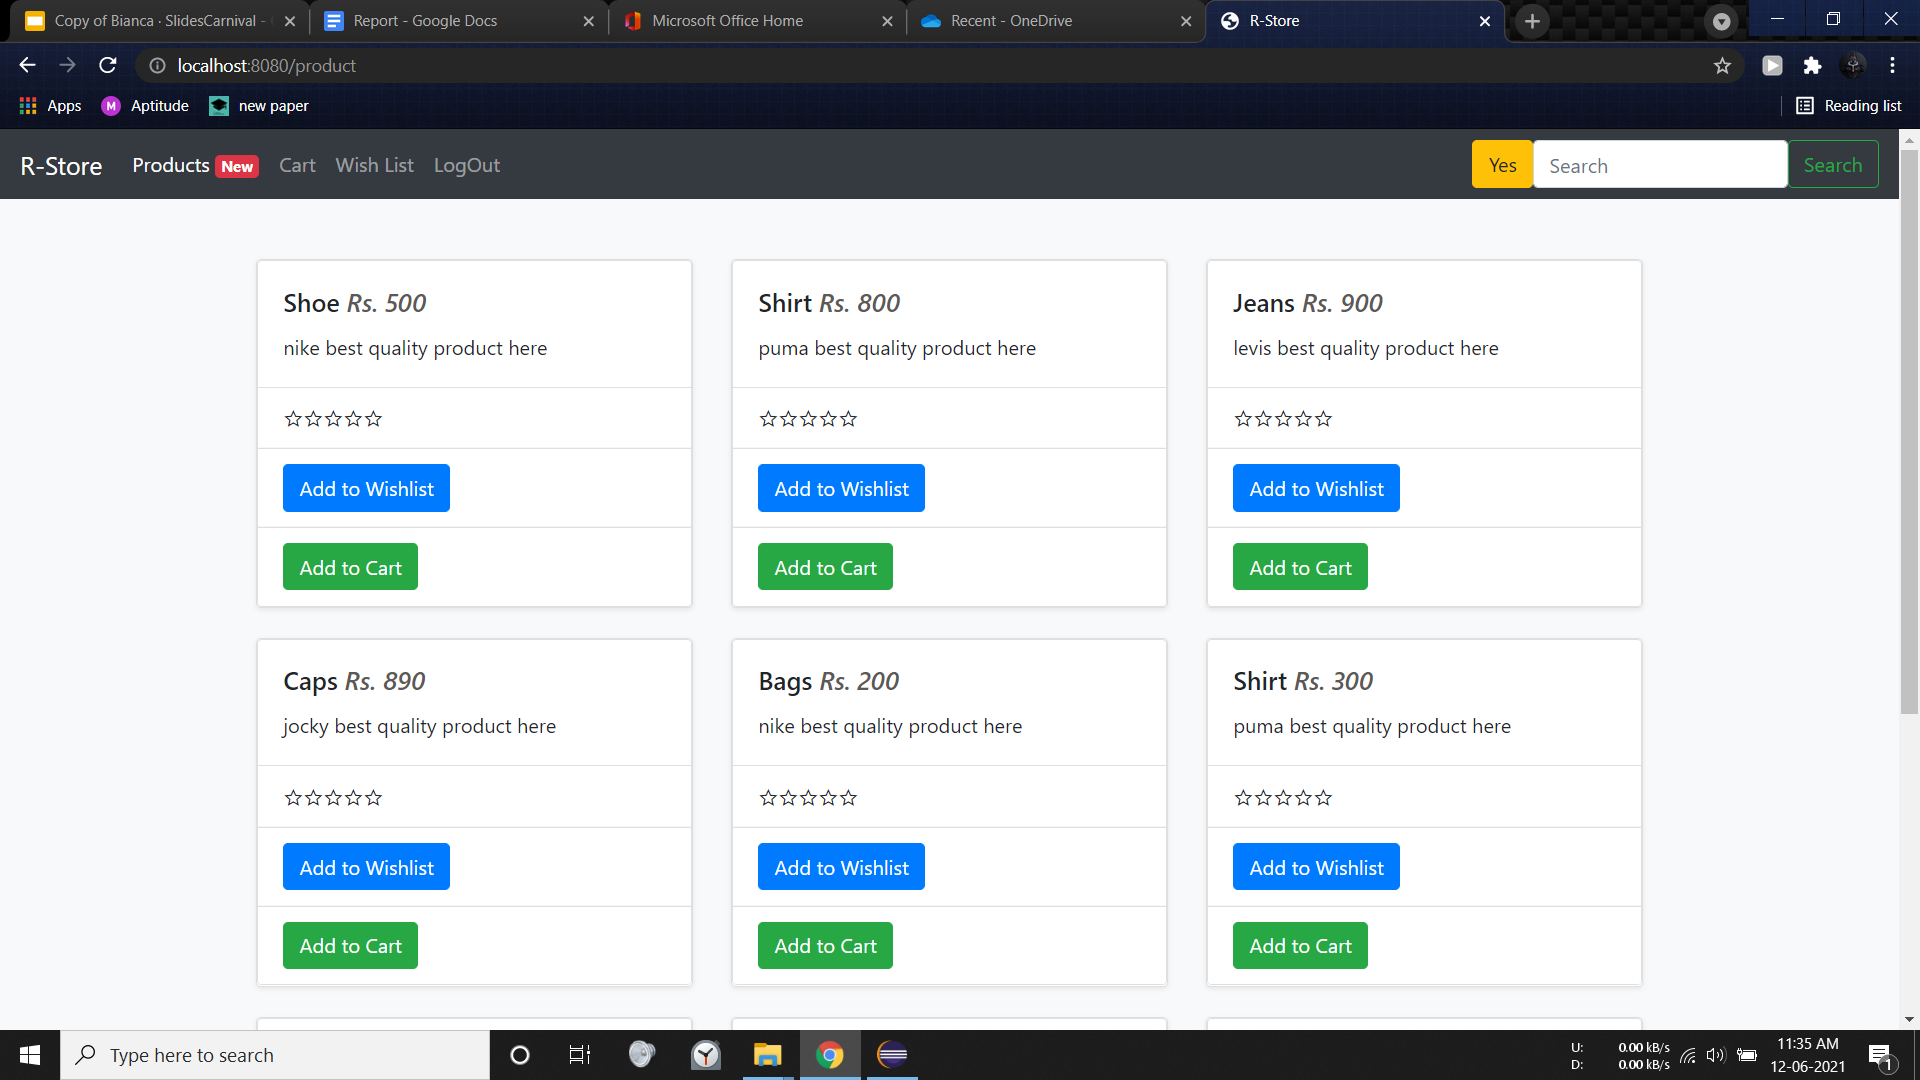 Copy of Bianca · SlidesCarnival -
Report - Google Docs
Microsoft Office Home
Recent - OneDrive
R-Store
localhost:8080/product
Apps
M Aptitude
new paper
Reading list
R-Store Products New Cart Wish List LogOut Yes Search Search
Shoe Rs. 500
nike best quality product here
Add to Wishlist
Add to Cart
Shirt Rs. 800
puma best quality product here
Add to Wishlist
Add to Cart
Jeans Rs. 900
levis best quality product here
Add to Wishlist
Add to Cart
Caps Rs. 890
jocky best quality product here
Add to Wishlist
Add to Cart
Bags Rs. 200
nike best quality product here
Add to Wishlist
Add to Cart
Shirt Rs. 300
puma best quality product here
Add to Wishlist
Add to Cart
Type here to search
U: 0.00 kB/s
D: 0.00 kB/s
11:35 AM
12-06-2021
1